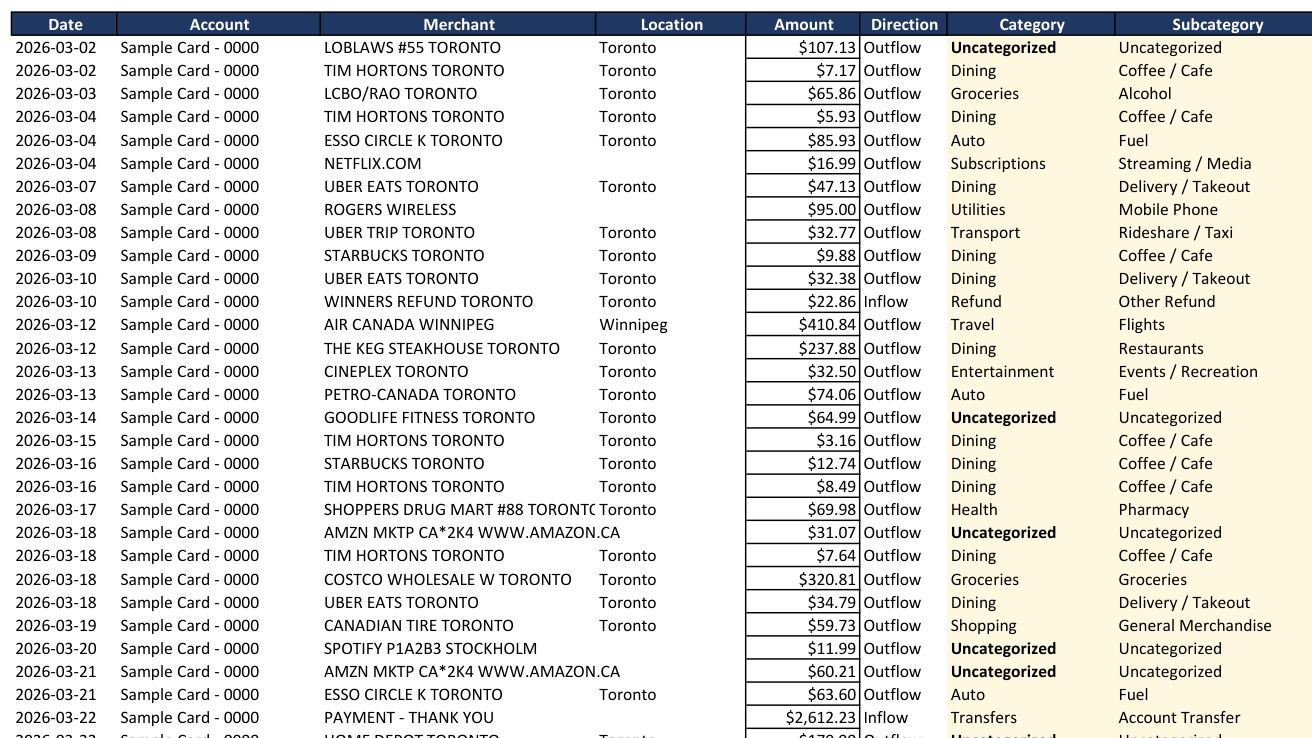 Date Account Merchant Location Amount Direction Category Subcategory
2026-03-02 Sample Card - 0000 LOBLAWS #55 TORONTO Toronto $107.13 Outflow Uncategorized Uncategorized
2026-03-02 Sample Card - 0000 TIM HORTONS TORONTO Toronto $7.17 Outflow Dining Coffee / Cafe
2026-03-03 Sample Card - 0000 LCBO/RAO TORONTO Toronto $65.86 Outflow Groceries Alcohol
2026-03-04 Sample Card - 0000 TIM HORTONS TORONTO Toronto $5.93 Outflow Dining Coffee / Cafe
2026-03-04 Sample Card - 0000 ESSO CIRCLE K TORONTO Toronto $85.93 Outflow Auto Fuel
2026-03-04 Sample Card - 0000 NETFLIX.COM $16.99 Outflow Subscriptions Streaming / Media
2026-03-07 Sample Card - 0000 UBER EATS TORONTO Toronto $47.13 Outflow Dining Delivery / Takeout
2026-03-08 Sample Card - 0000 ROGERS WIRELESS $95.00 Outflow Utilities Mobile Phone
2026-03-08 Sample Card - 0000 UBER TRIP TORONTO Toronto $32.77 Outflow Transport Rideshare / Taxi
2026-03-09 Sample Card - 0000 STARBUCKS TORONTO Toronto $9.88 Outflow Dining Coffee / Cafe
2026-03-10 Sample Card - 0000 UBER EATS TORONTO Toronto $32.38 Outflow Dining Delivery / Takeout
2026-03-10 Sample Card - 0000 WINNERS REFUND TORONTO Toronto $22.86 Inflow Refund Other Refund
2026-03-12 Sample Card - 0000 AIR CANADA WINNIPEG Winnipeg $410.84 Outflow Travel Flights
2026-03-12 Sample Card - 0000 THE KEG STEAKHOUSE TORONTO Toronto $237.88 Outflow Dining Restaurants
2026-03-13 Sample Card - 0000 CINEPLEX TORONTO Toronto $32.50 Outflow Entertainment Events / Recreation
2026-03-13 Sample Card - 0000 PETRO-CANADA TORONTO Toronto $74.06 Outflow Auto Fuel
2026-03-14 Sample Card - 0000 GOODLIFE FITNESS TORONTO Toronto $64.99 Outflow Uncategorized Uncategorized
2026-03-15 Sample Card - 0000 TIM HORTONS TORONTO Toronto $3.16 Outflow Dining Coffee / Cafe
2026-03-16 Sample Card - 0000 STARBUCKS TORONTO Toronto $12.74 Outflow Dining Coffee / Cafe
2026-03-16 Sample Card - 0000 TIM HORTONS TORONTO Toronto $8.49 Outflow Dining Coffee / Cafe
2026-03-17 Sample Card - 0000 SHOPPERS DRUG MART #88 Toronto $69.98 Outflow Health Pharmacy
2026-03-18 Sample Card - 0000 AMZN MKTP CA*2K4 WWW.AMAZON.CA $31.07 Outflow Uncategorized Uncategorized
2026-03-18 Sample Card - 0000 TIM HORTONS TORONTO Toronto $7.64 Outflow Dining Coffee / Cafe
2026-03-18 Sample Card - 0000 COSTCO WHOLESALE W TORONTO Toronto $320.81 Outflow Groceries Groceries
2026-03-18 Sample Card - 0000 UBER EATS TORONTO Toronto $34.79 Outflow Dining Delivery / Takeout
2026-03-19 Sample Card - 0000 CANADIAN TIRE TORONTO Toronto $59.73 Outflow Shopping General Merchandise
2026-03-20 Sample Card - 0000 SPOTIFY P1A2B3 STOCKHOLM $11.99 Outflow Uncategorized Uncategorized
2026-03-21 Sample Card - 0000 AMZN MKTP CA*2K4 WWW.AMAZON.CA $60.21 Outflow Uncategorized Uncategorized
2026-03-21 Sample Card - 0000 ESSO CIRCLE K TORONTO Toronto $63.60 Outflow Auto Fuel
2026-03-22 Sample Card - 0000 PAYMENT - THANK YOU $2,612.23 Inflow Transfers Account Transfer